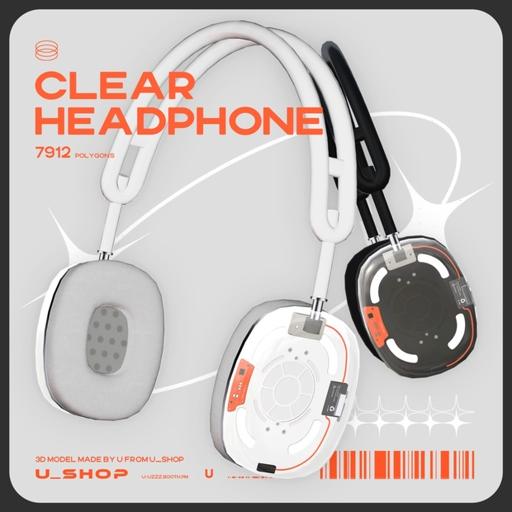 CLEAR
HEADPHONE
7912 POLYGONS
3D MODEL MADE BY U FROM U_SHOP
U_SHOP
U